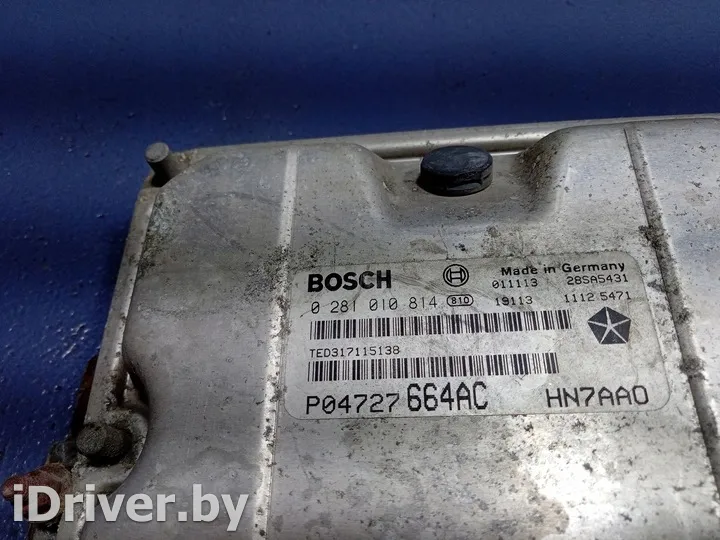 BOSCH
Made in Germany
011113 28SA5431
0 281 010 814 810 19113 1112 5471
TED317115138
P04727 664AC HN7AA0
iDriver.by